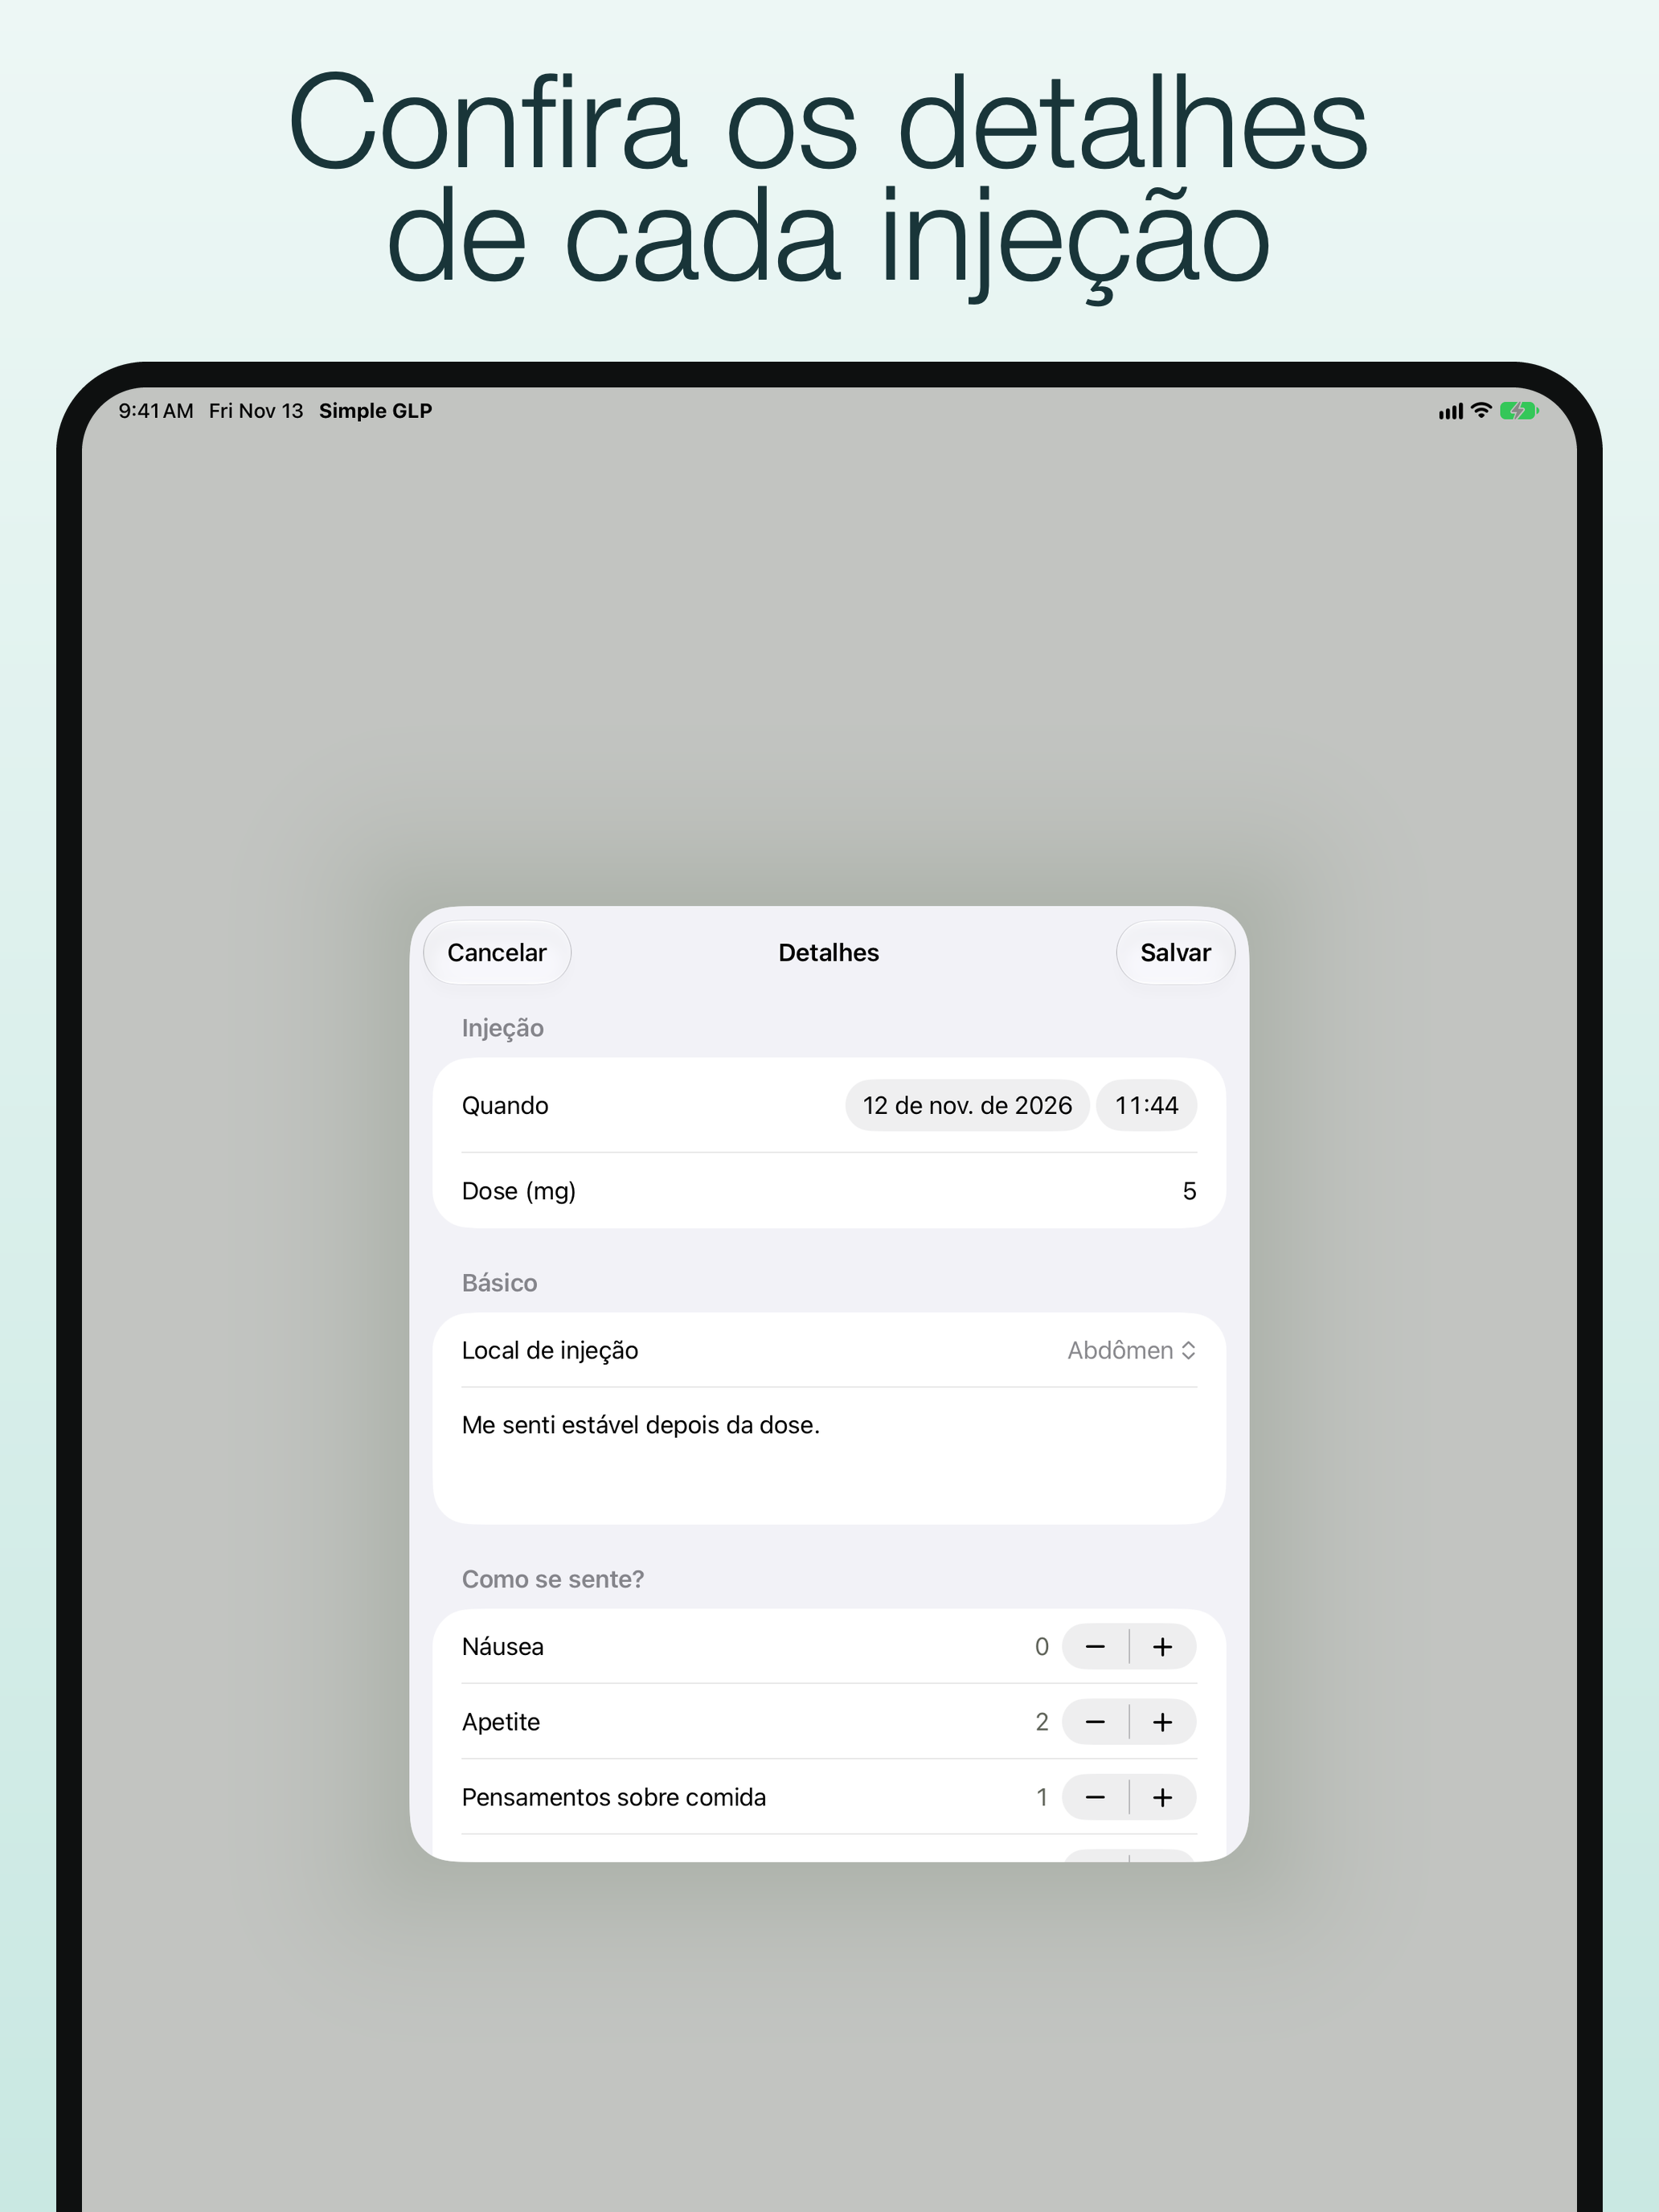 Confira os detalhes
de cada injeção
9:41 AM Fri Nov 13 Simple GLP
Cancelar Detalhes Salvar
Injeção
Quando 12 de nov. de 2026 11:44
Dose (mg) 5
Básico
Local de injeção Abdômen
Me senti estável depois da dose.
Como se sente?
Náusea 0 − +
Apetite 2 − +
Pensamentos sobre comida 1 − +